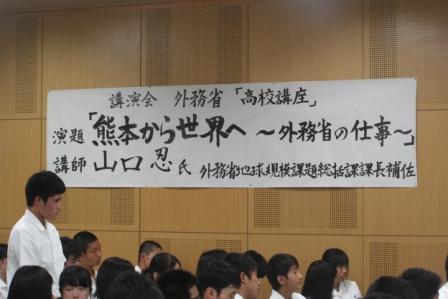 講演会 外務省 「高校講座」
演題 「熊本から世界へ ～外務省の仕事～」
講師 山口 忍 氏 外務省地球規模課題総括課課長補佐